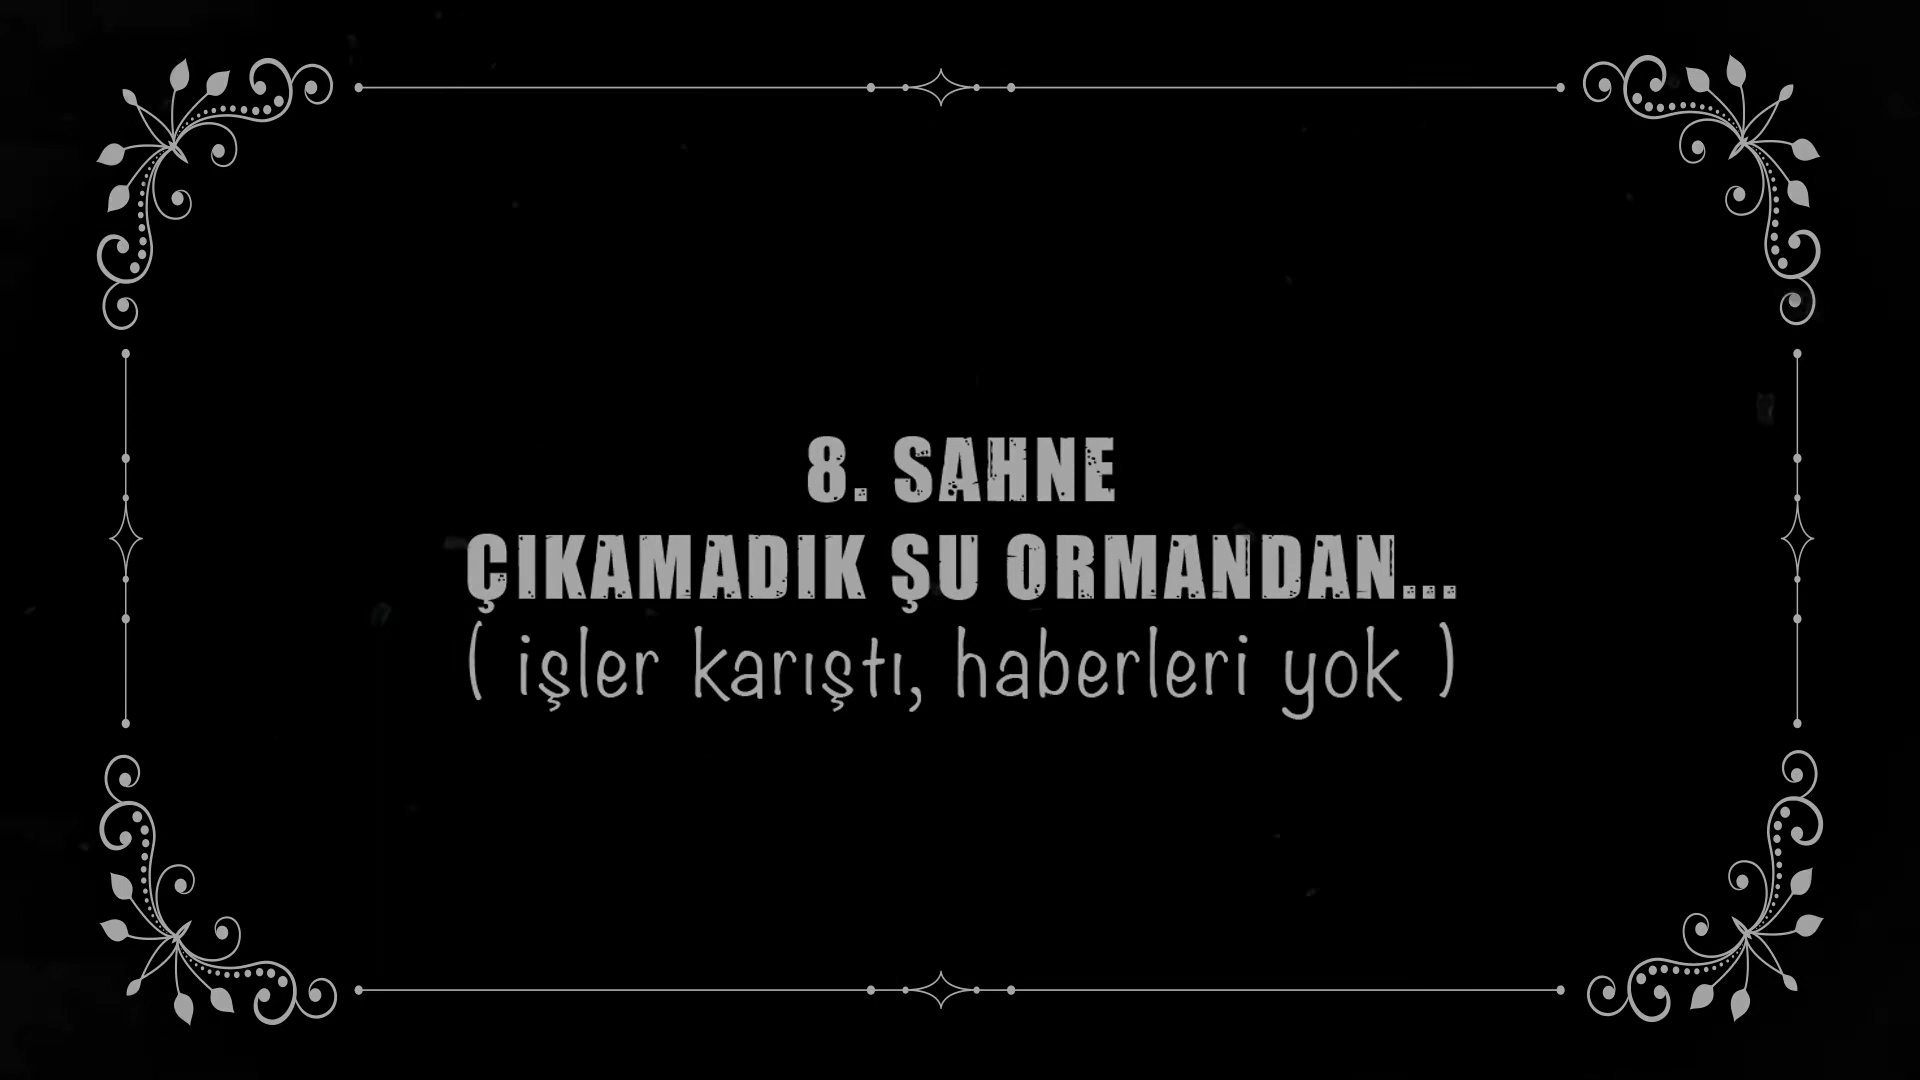 8. SAHNE
ÇIKAMADIK ŞU ORMANDAN...
( işler karıştı, haberleri yok )